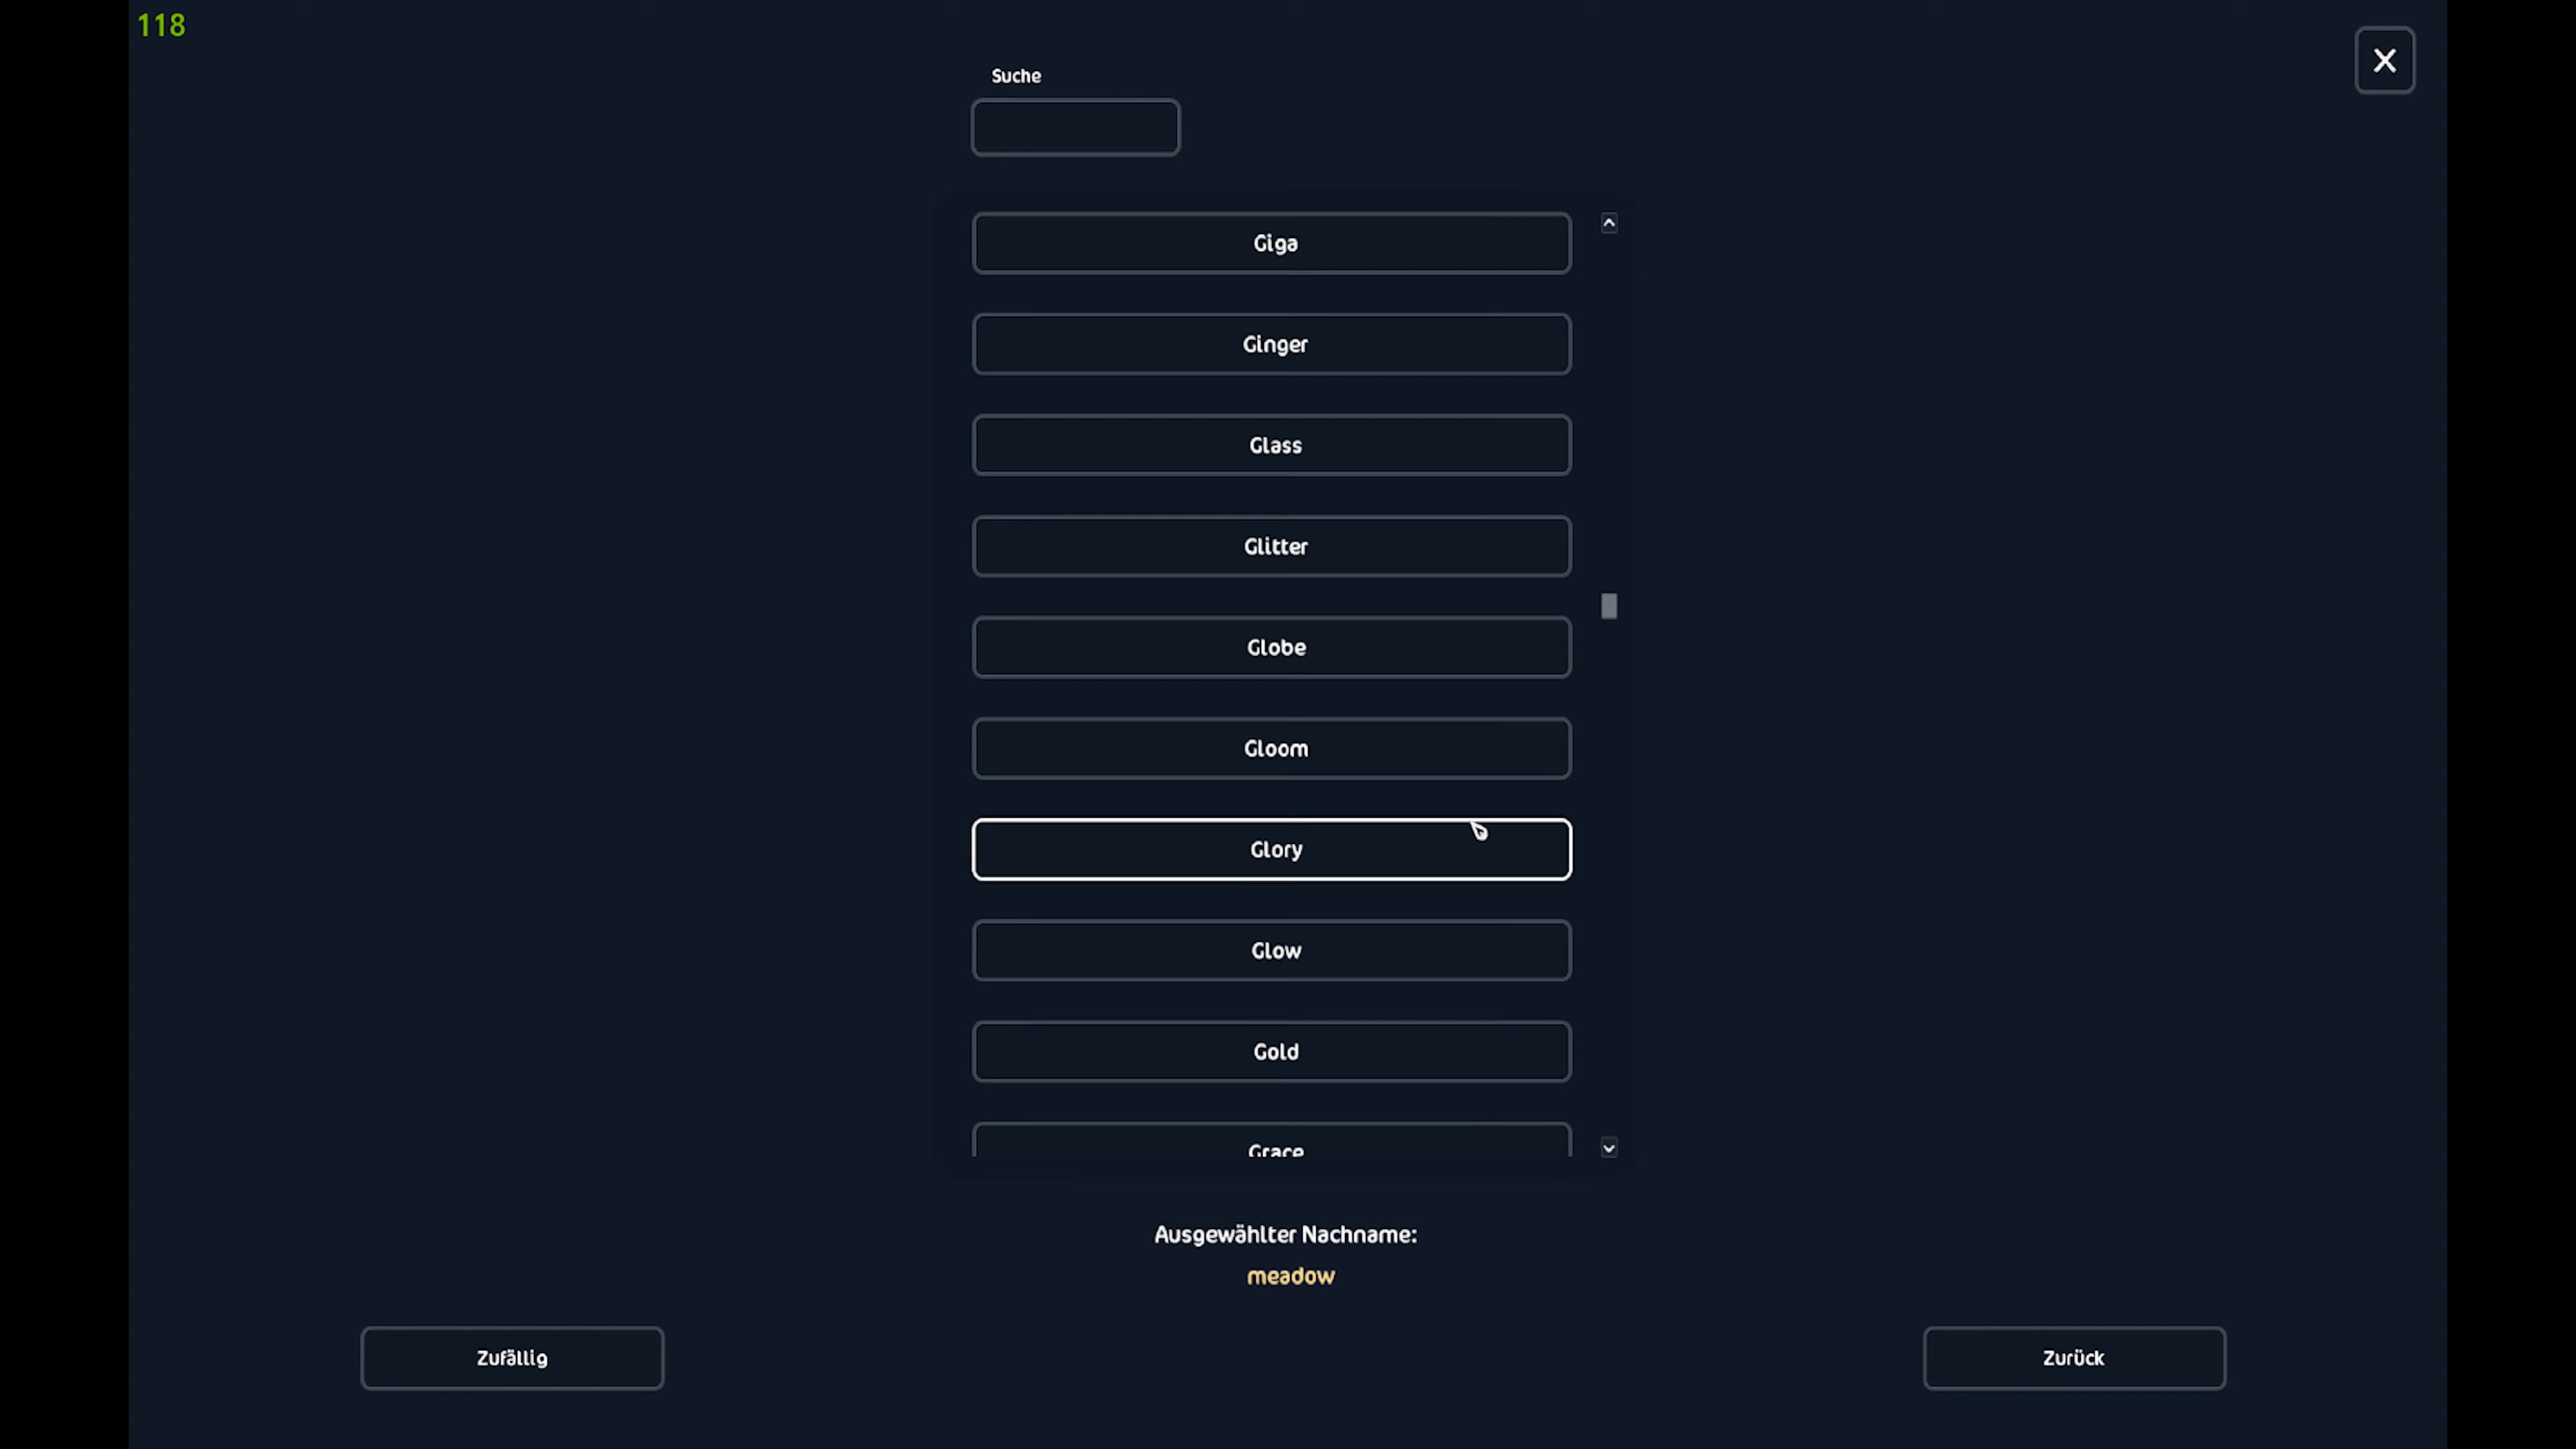 118
Suche
Giga
Ginger
Glass
Glitter
Globe
Gloom
Glory
Glow
Gold
Grace
Ausgewählter Nachname:
meadow
Zufällig
Zurück